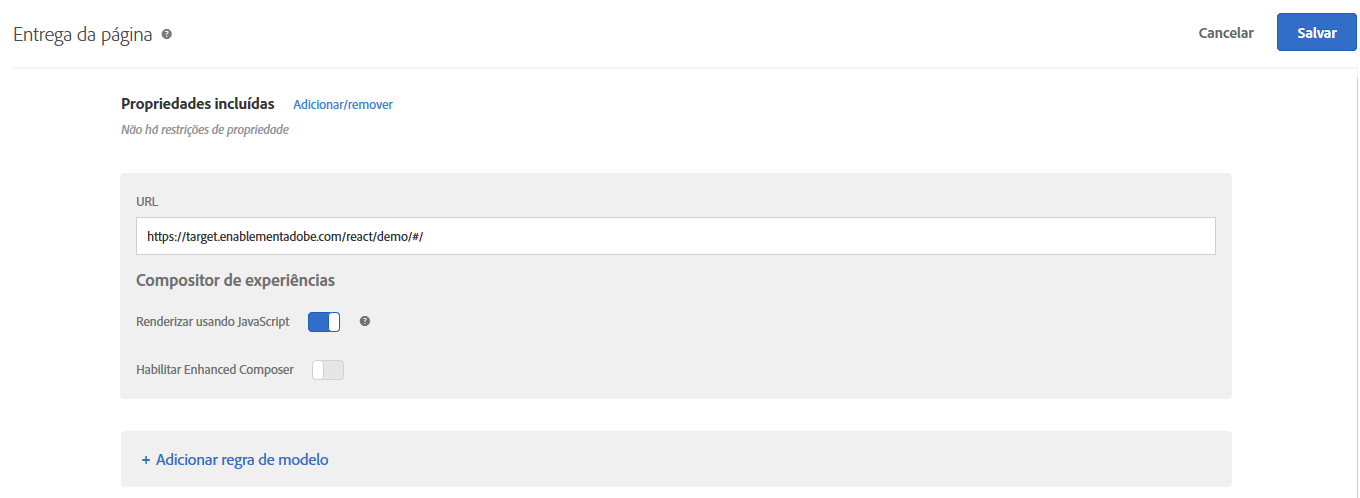 Entrega da página
Cancelar
Salvar
Propriedades incluídas Adicionar/remover
Não há restrições de propriedade
URL
https://target.enablementadobe.com/react/demo/#/
Compositor de experiências
Renderizar usando JavaScript
Habilitar Enhanced Composer
+ Adicionar regra de modelo